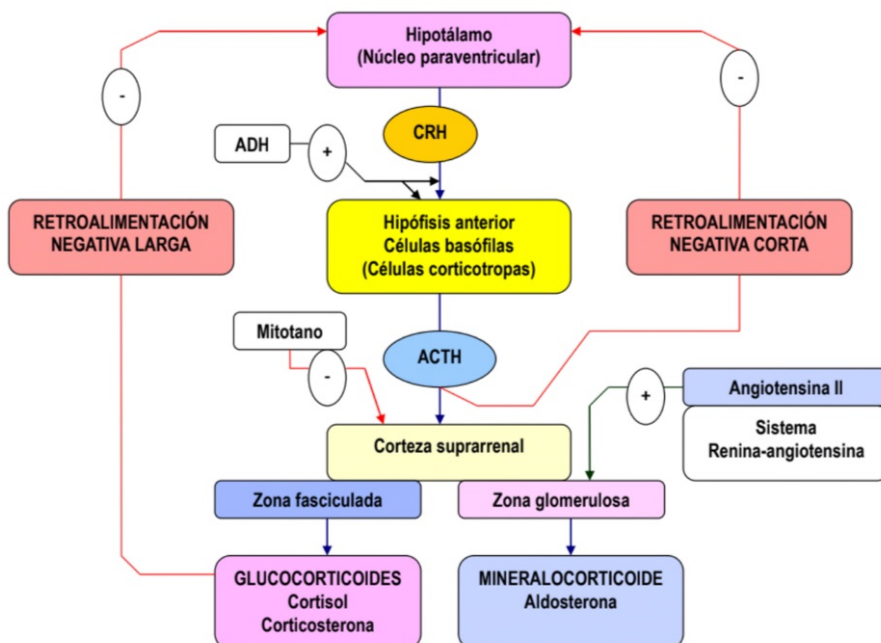 Hipotálamo
(Núcleo paraventricular)
-
-
CRH
ADH
+
RETROALIMENTACIÓN
NEGATIVA LARGA
Hipófisis anterior
Células basófilas
(Células corticotropas)
RETROALIMENTACIÓN
NEGATIVA CORTA
Mitotano
-
ACTH
+
Angiotensina II
Sistema
Renina-angiotensina
Corteza suprarrenal
Zona fasciculada
Zona glomerulosa
GLUCOCORTICOIDES
Cortisol
Corticosterona
MINERALOCORTICOIDE
Aldosterona